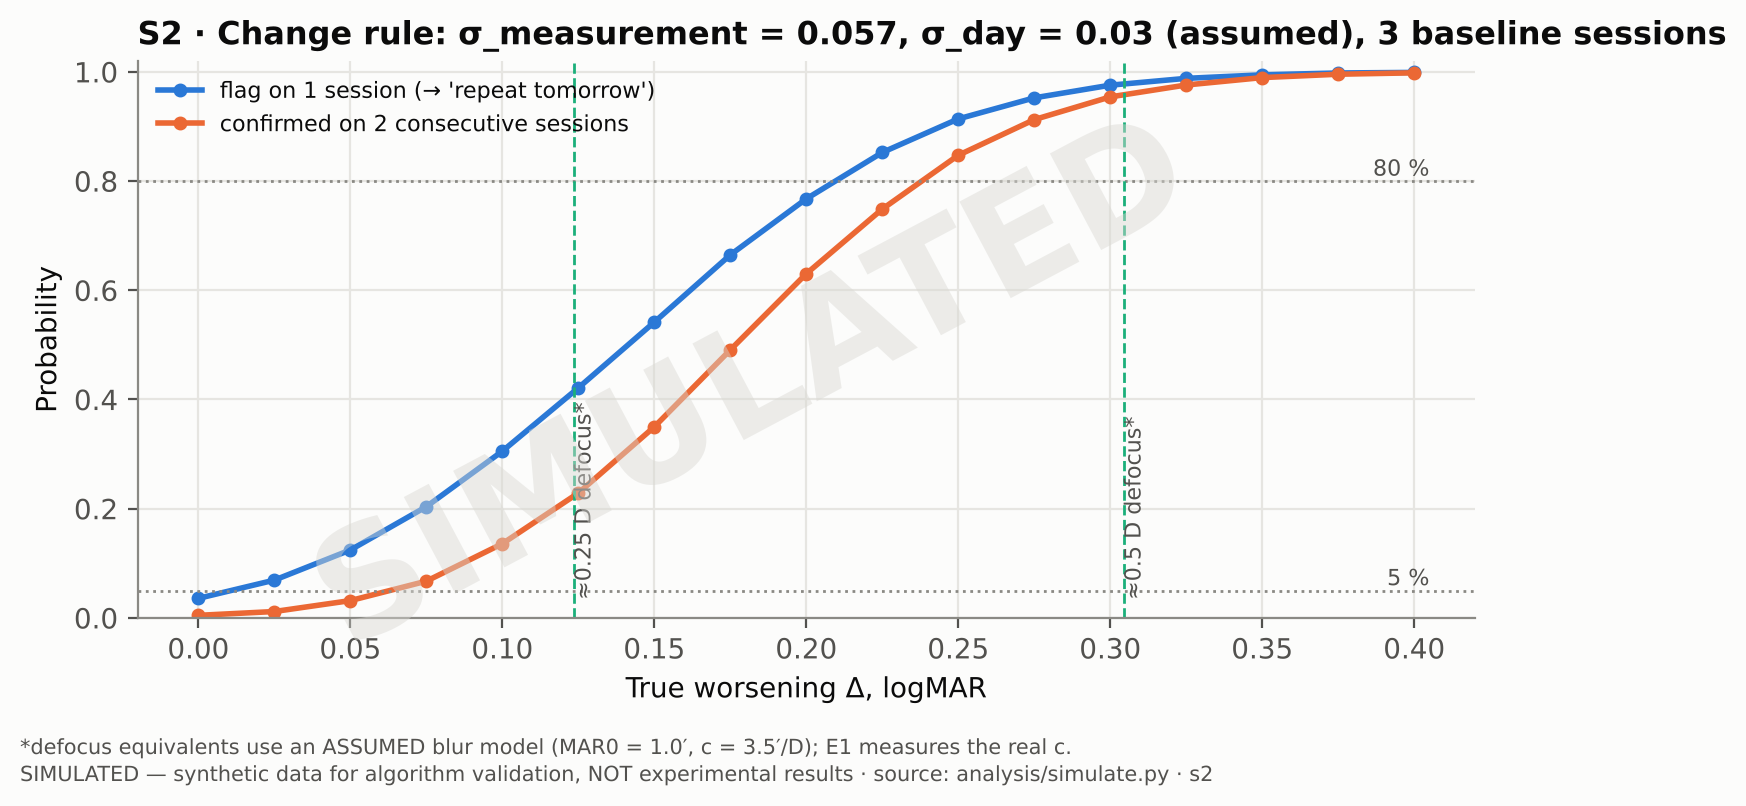 S2 · Change rule: σ_measurement = 0.057, σ_day = 0.03 (assumed), 3 baseline sessions
flag on 1 session (→ 'repeat tomorrow')
confirmed on 2 consecutive sessions
1.0
0.8
0.6
0.4
0.2
0.0
Probability
80 %
5 %
≈0.25 D defocus*
≈0.5 D defocus*
SIMULATED
0.00 0.05 0.10 0.15 0.20 0.25 0.30 0.35 0.40
True worsening Δ, logMAR
*defocus equivalents use an ASSUMED blur model (MAR0 = 1.0′, c = 3.5′/D); E1 measures the real c.
SIMULATED — synthetic data for algorithm validation, NOT experimental results · source: analysis/simulate.py · s2